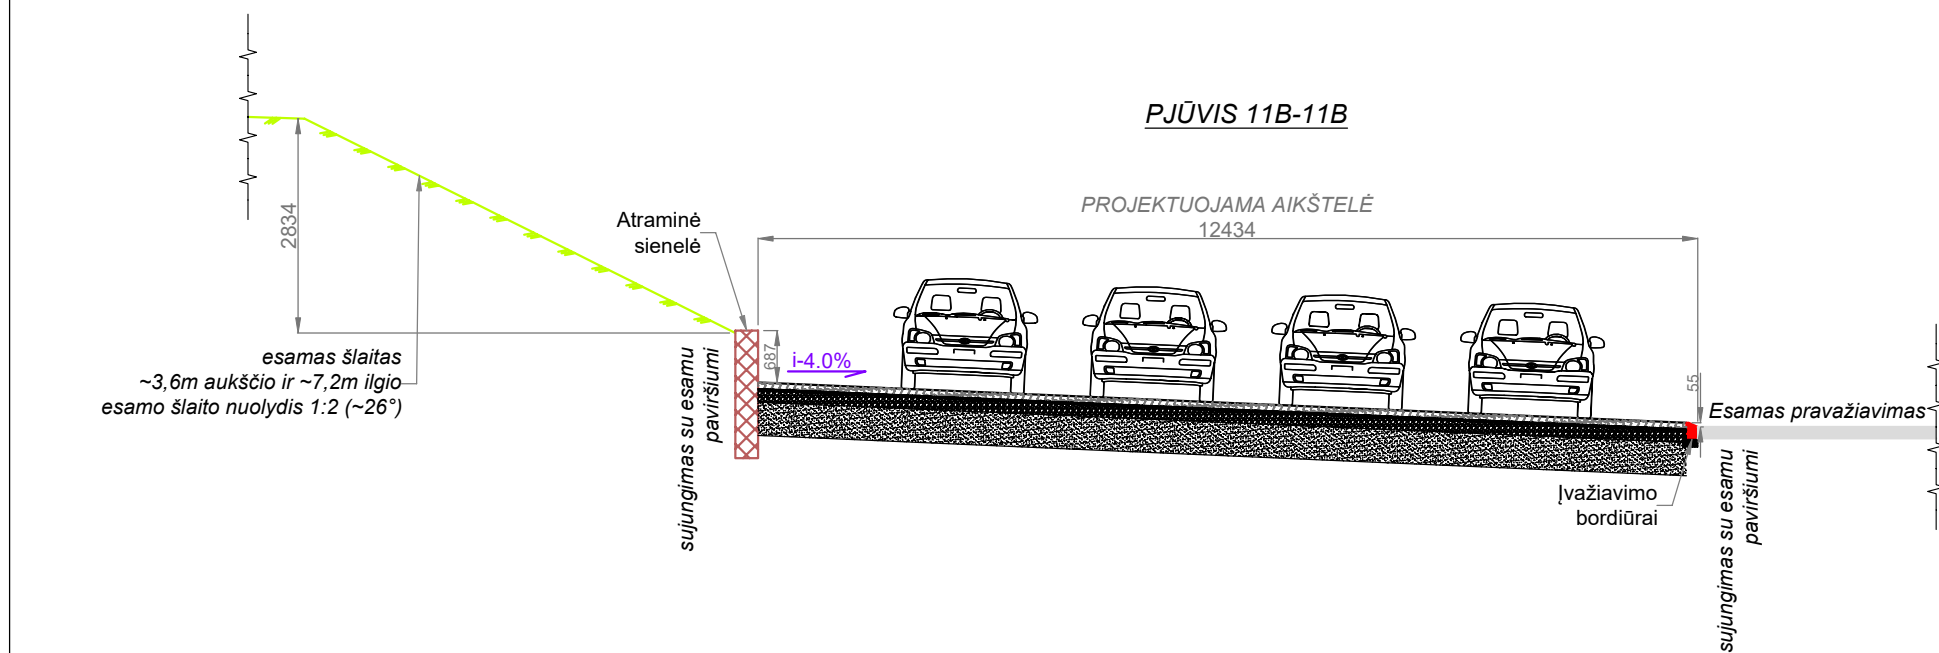 PJŪVIS 11B-11B
2834
Atraminė
sienelė
PROJEKTUOJAMA AIKŠTELĖ
12434
esamas šlaitas
~3,6m aukščio ir ~7,2m ilgio
esamo šlaito nuolydis 1:2 (~26°)
sujungimas su esamu
paviršiumi
687
i-4.0%
55
Esamas pravažiavimas
Įvažiavimo
bordiūrai
sujungimas su esamu
paviršiumi